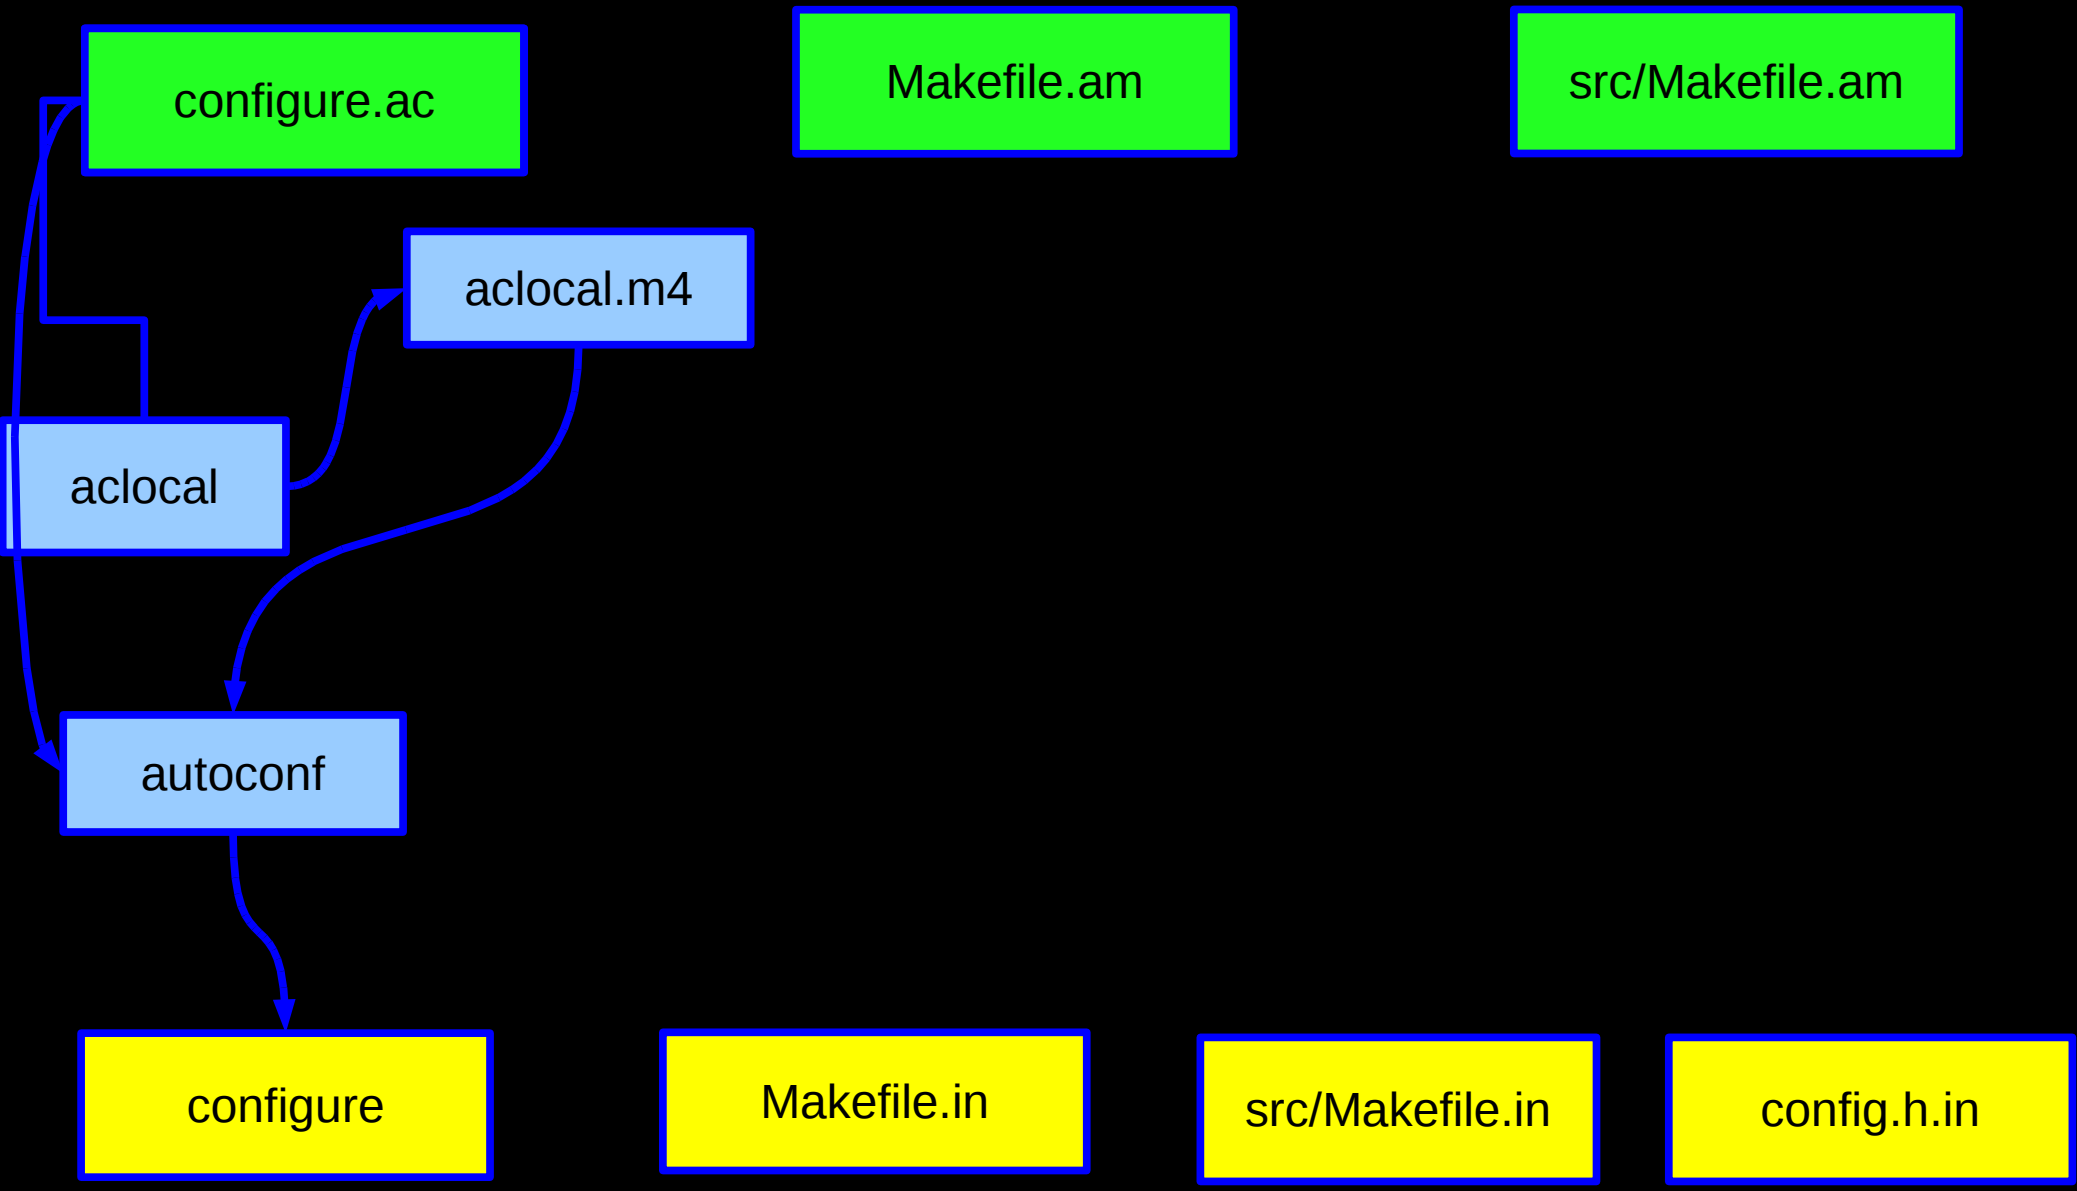 configure.ac
Makefile.am
src/Makefile.am
aclocal.m4
aclocal
autoconf
configure
Makefile.in
src/Makefile.in
config.h.in